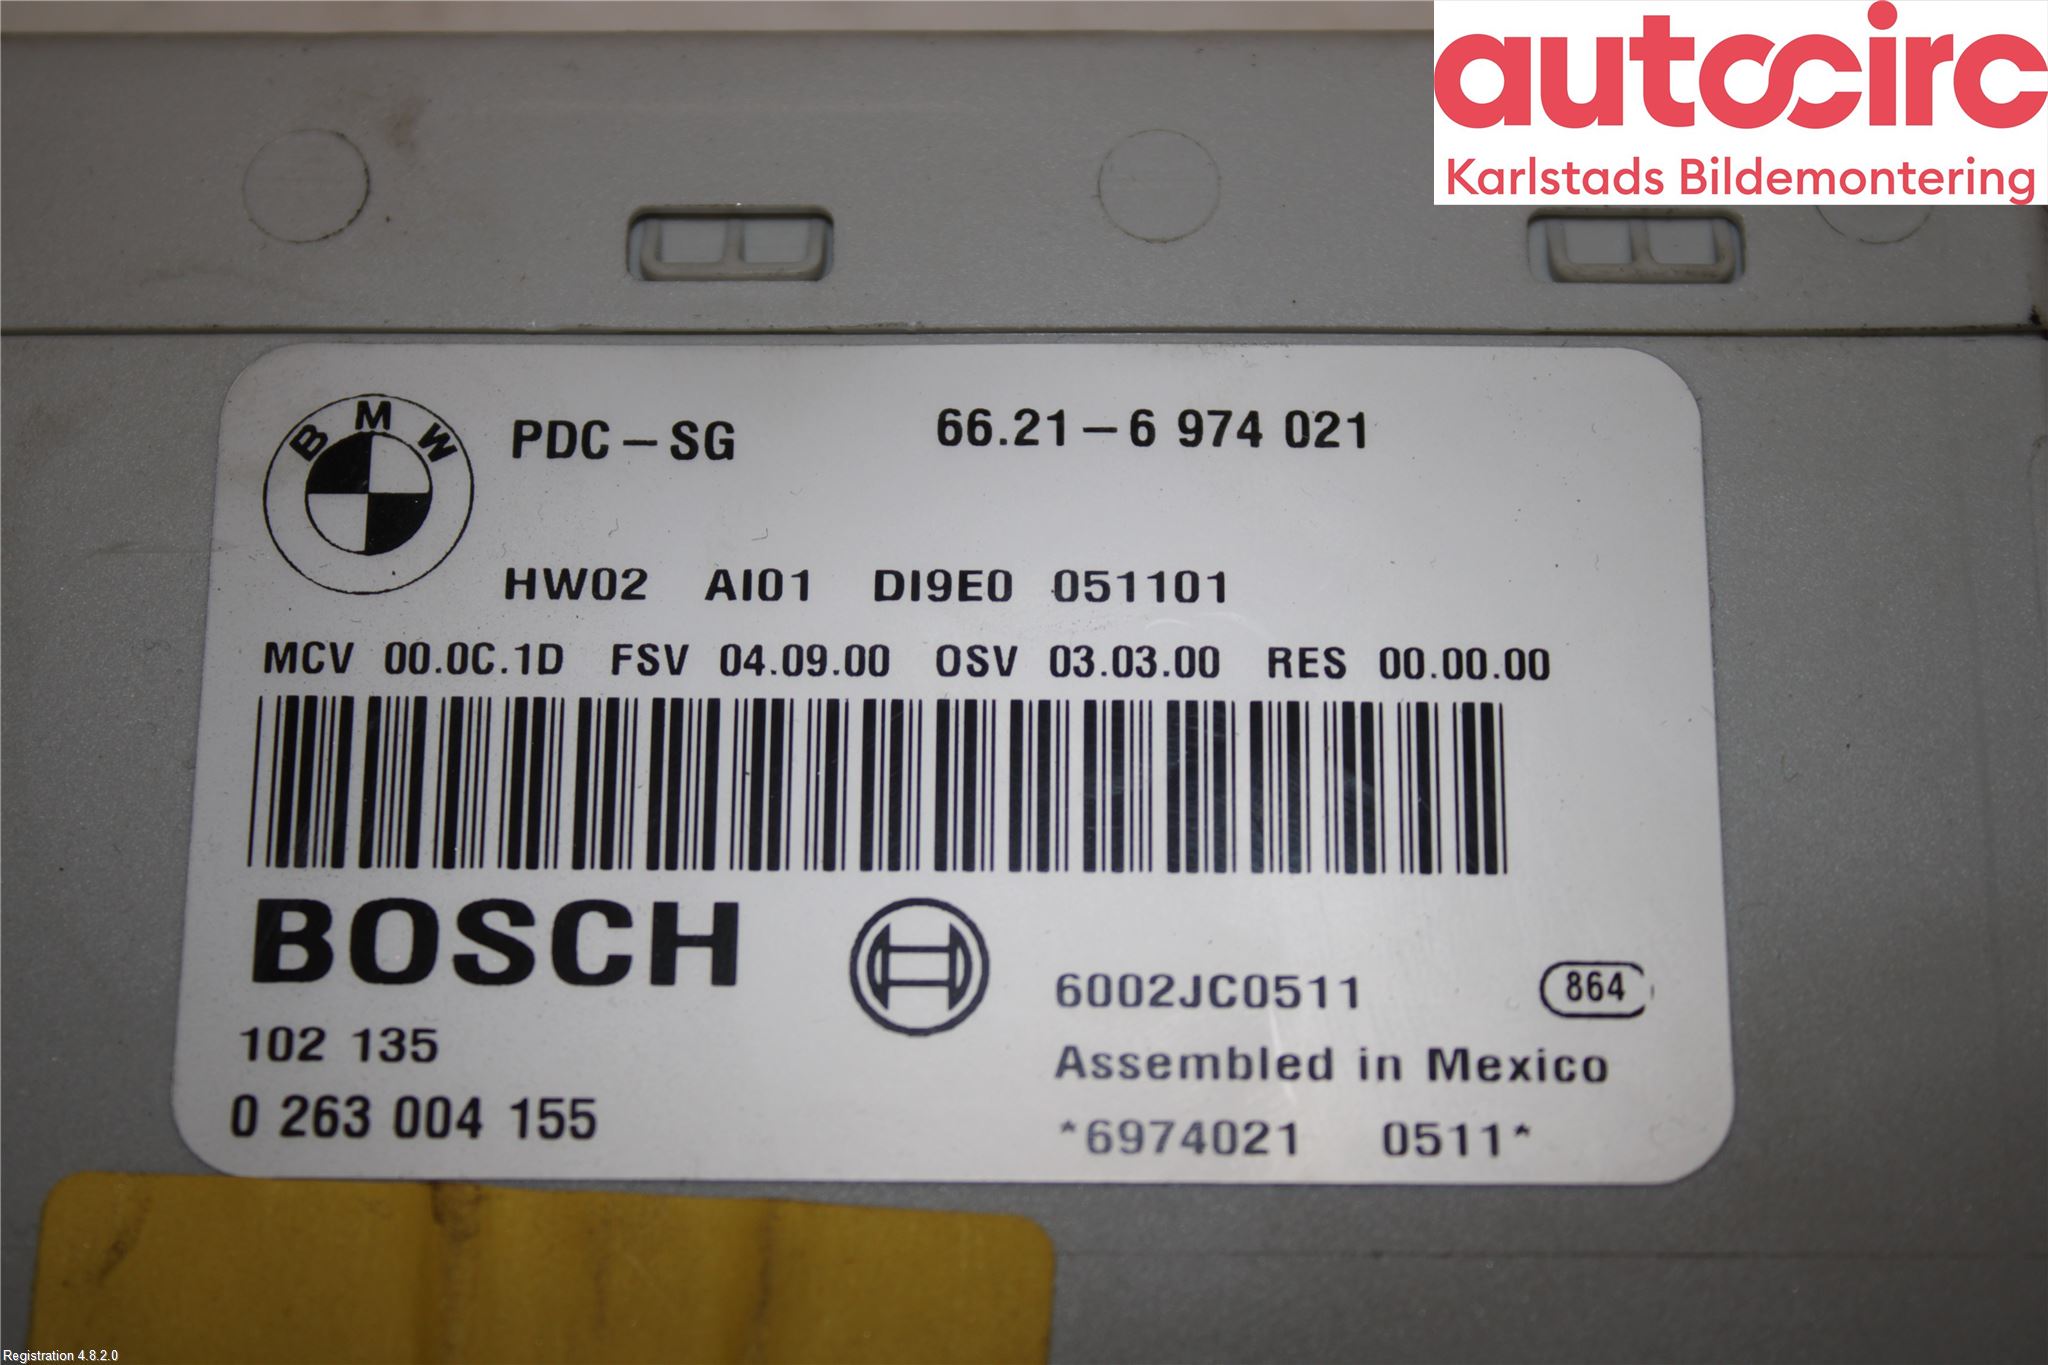 autocirc
Karlstads Bildemontering
BMW
PDC-SG 66.21-6 974 021
HW02 AI01 DI9E0 051101
MCV 00.0C.1D FSV 04.09.00 OSV 03.03.00 RES 00.00.00
BOSCH
6002JC0511 864
102 135
Assembled in Mexico
0 263 004 155
*6974021 0511*
Registration 4.8.2.0